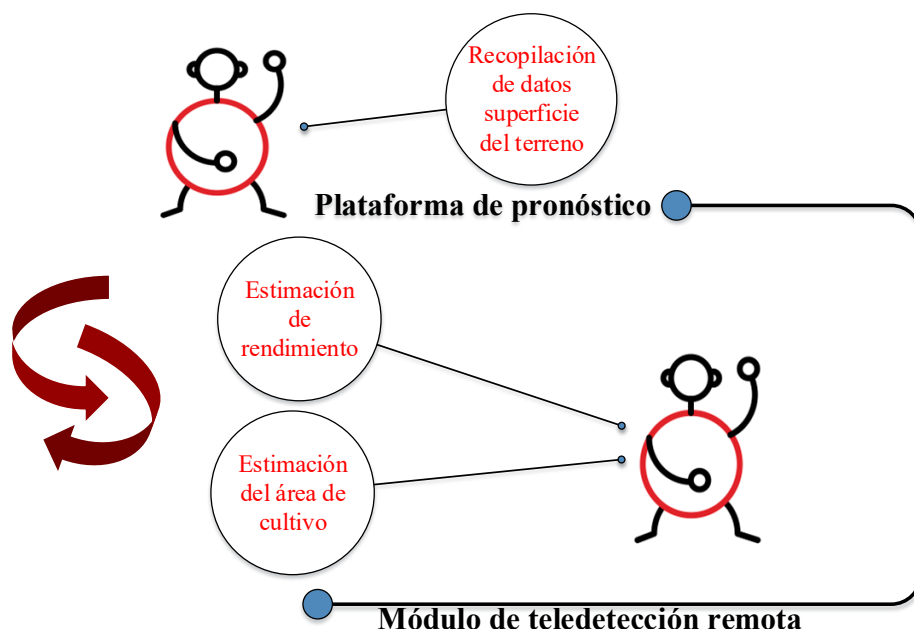 Recopilación
de datos
superficie
del terreno
Plataforma de pronóstico
Estimación
de
rendimiento
Estimación
del área de
cultivo
Módulo de teledetección remota